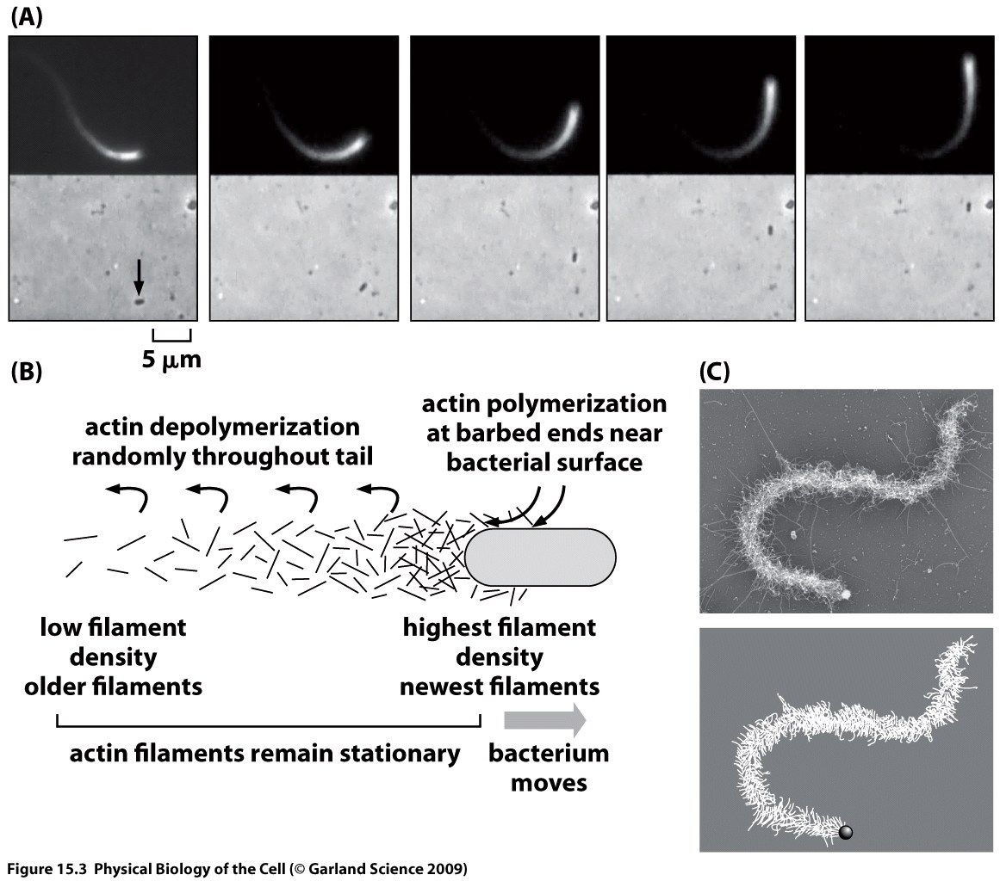 (A)
5 μm
(B)
actin depolymerization
randomly throughout tail
actin polymerization
at barbed ends near
bacterial surface
low filament
density
older filaments
highest filament
density
newest filaments
actin filaments remain stationary
bacterium
moves
(C)
Figure 15.3 Physical Biology of the Cell (© Garland Science 2009)